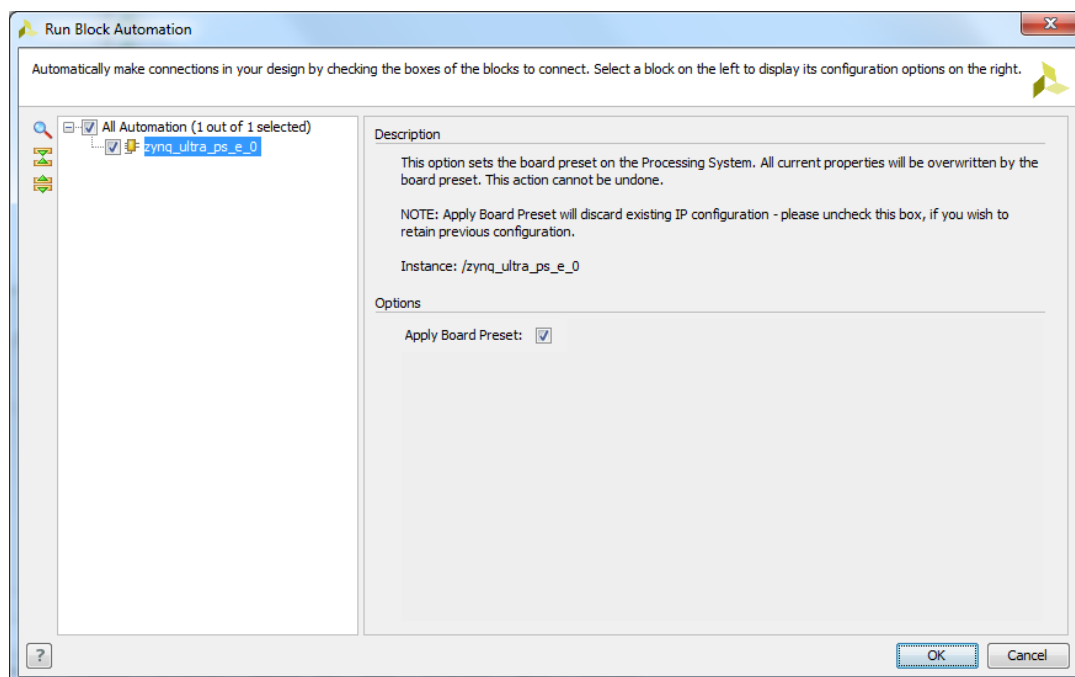 Run Block Automation
Automatically make connections in your design by checking the boxes of the blocks to connect. Select a block on the left to display its configuration options on the right.
All Automation (1 out of 1 selected)
zynq_ultra_ps_e_0
Description
This option sets the board preset on the Processing System. All current properties will be overwritten by the
board preset. This action cannot be undone.
NOTE: Apply Board Preset will discard existing IP configuration - please uncheck this box, if you wish to
retain previous configuration.
Instance: /zynq_ultra_ps_e_0
Options
Apply Board Preset:
?
OK
Cancel